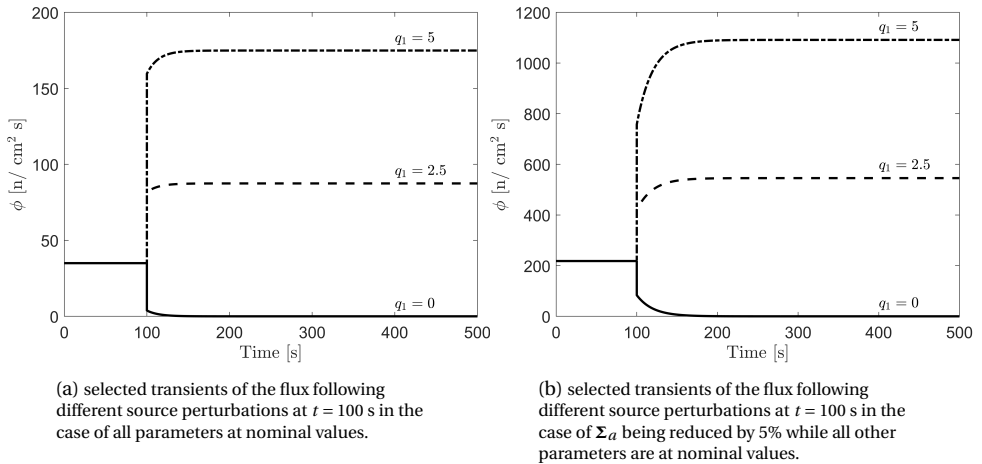 200
150
100
50
0
ϕ [n/ cm² s]
q₁ = 5
q₁ = 2.5
q₁ = 0
0 100 200 300 400 500
Time [s]
(a) selected transients of the flux following
different source perturbations at t = 100 s in the
case of all parameters at nominal values.
1200
1000
800
600
400
200
0
ϕ [n/ cm² s]
q₁ = 5
q₁ = 2.5
q₁ = 0
0 100 200 300 400 500
Time [s]
(b) selected transients of the flux following
different source perturbations at t = 100 s in the
case of Σₐ being reduced by 5% while all other
parameters are at nominal values.